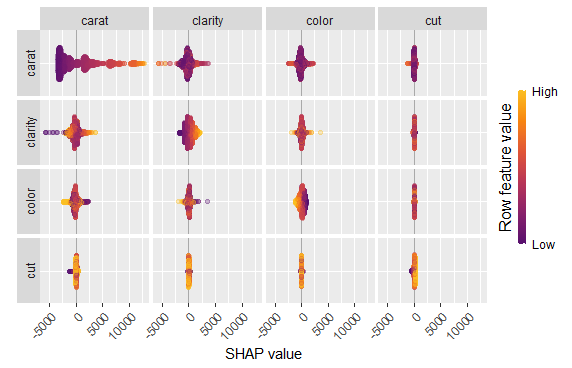 carat clarity color cut
carat
clarity
color
cut
-5000 0 5000 10000 -5000 0 5000 10000 -5000 0 5000 10000 -5000 0 5000 10000
SHAP value
High
Row feature value
Low